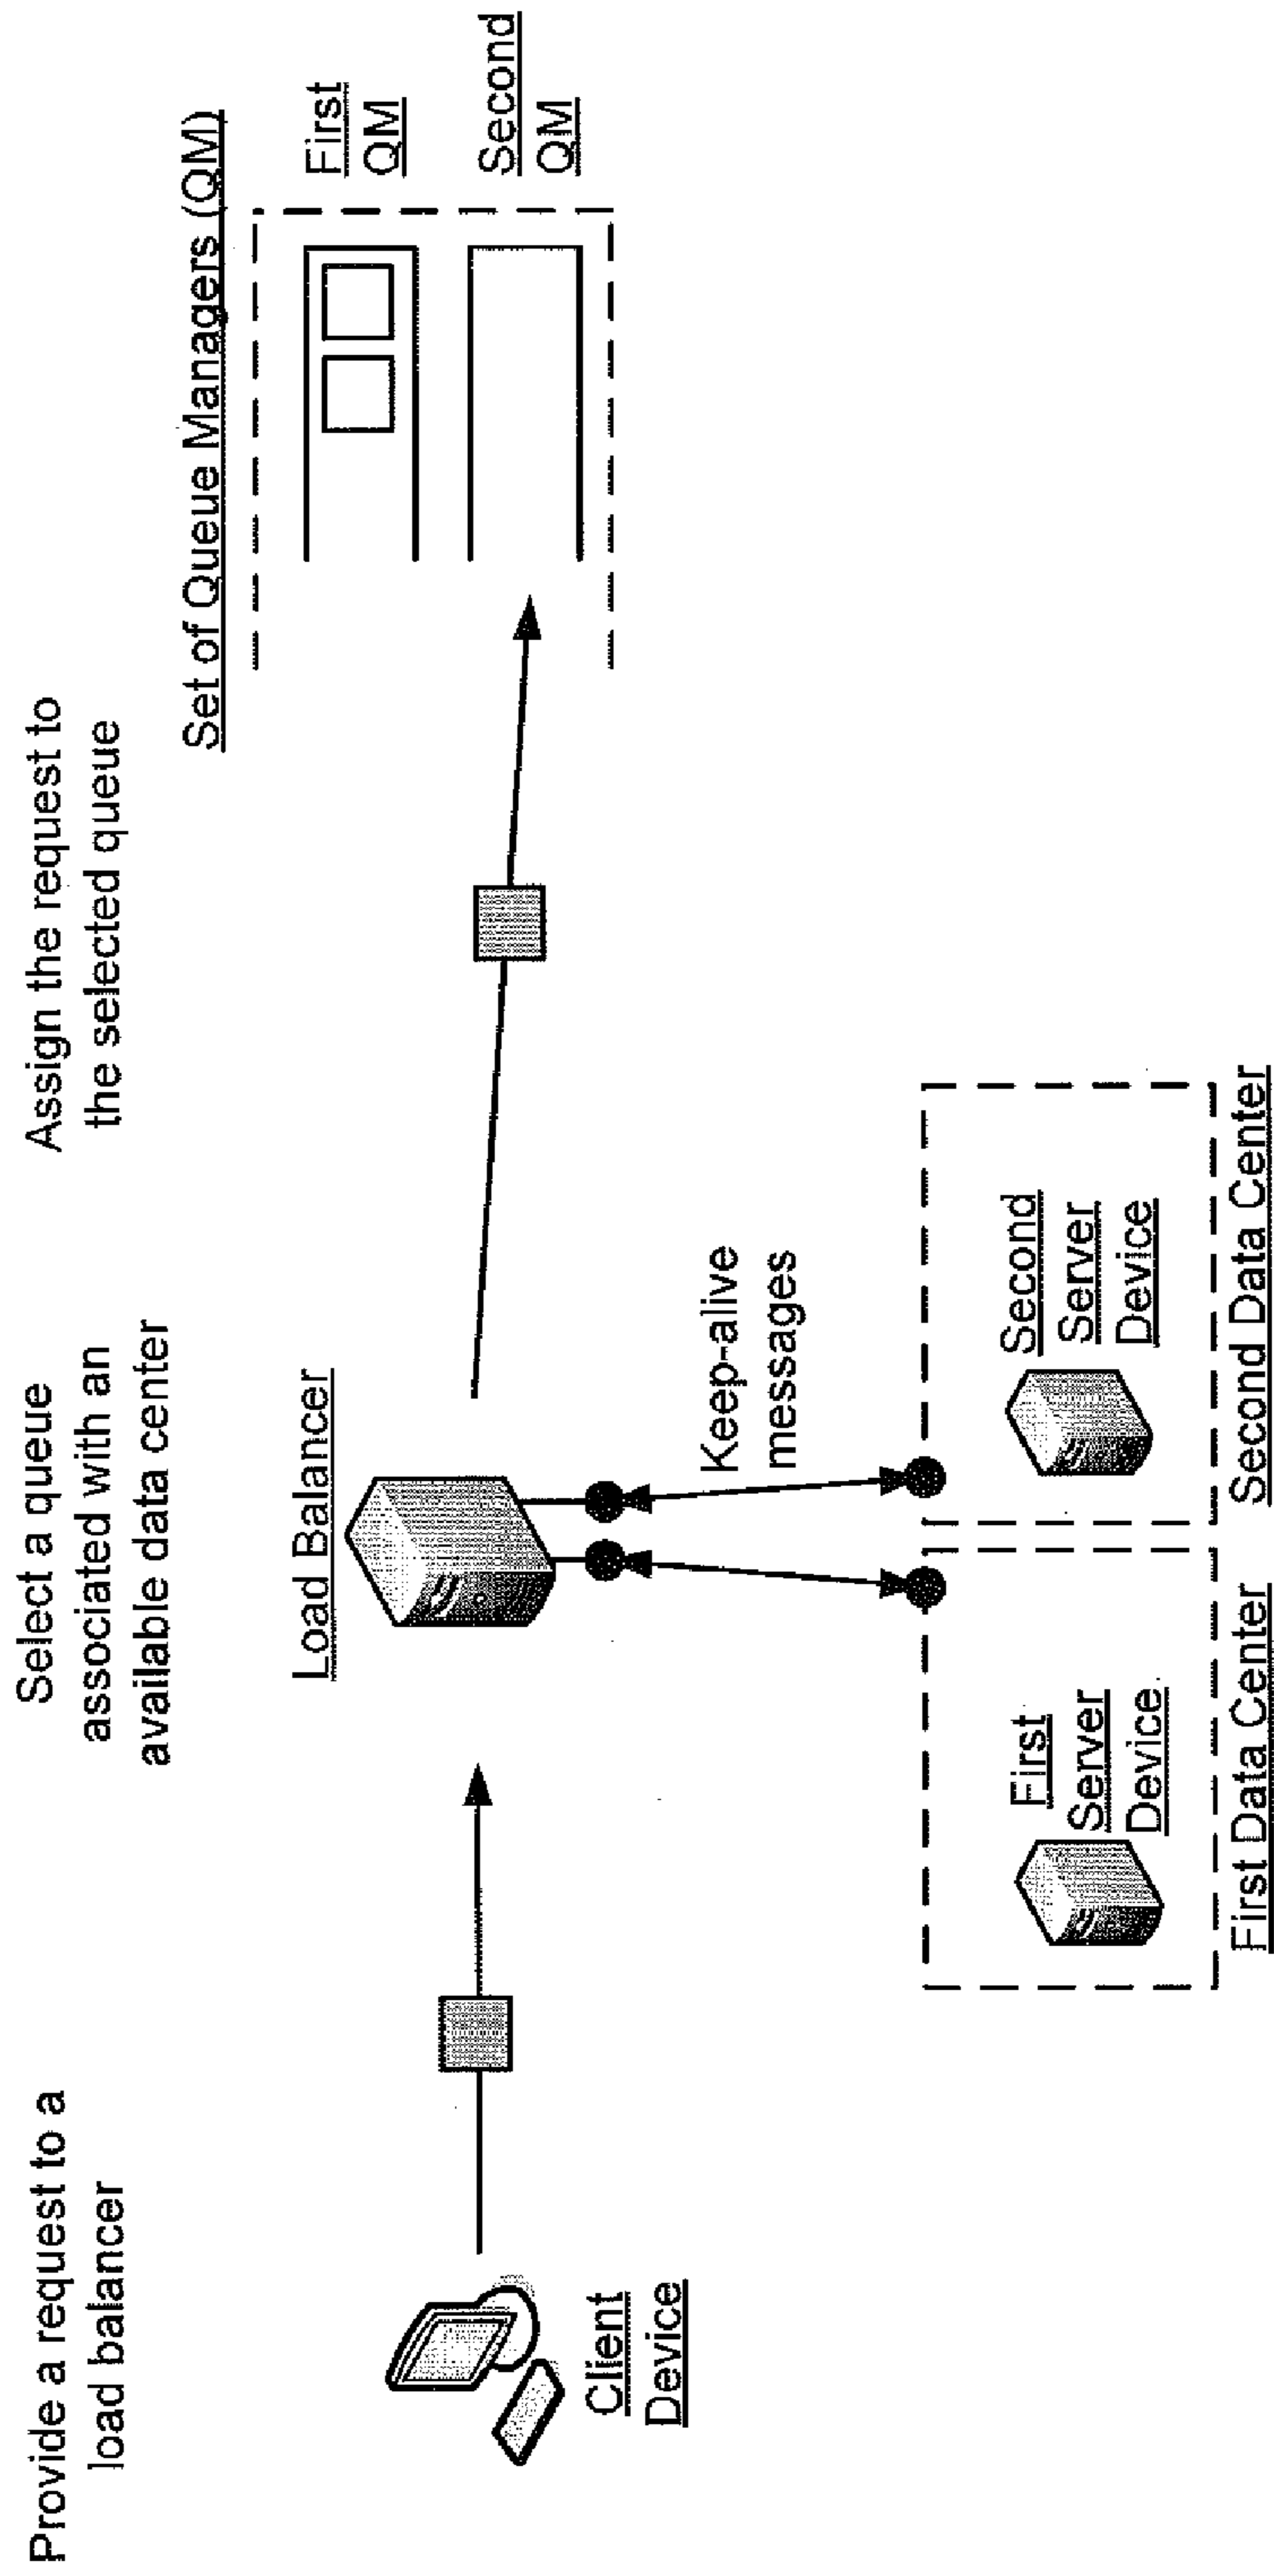 Provide a request to a
load balancer
Select a queue
associated with an
available data center
Assign the request to
the selected queue
Client
Device
Load Balancer
Set of Queue Managers (QM)
First
QM
Second
QM
Keep-alive
messages
First
Server
Device
First Data Center
Second
Server
Device
Second Data Center